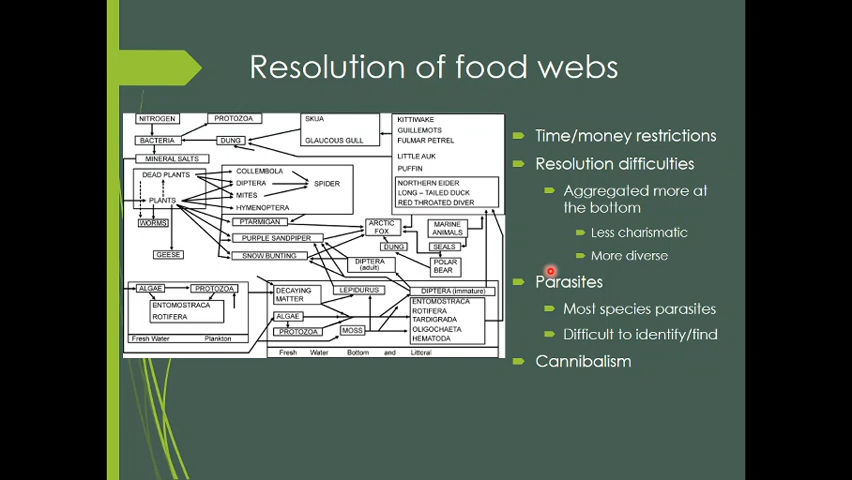 Resolution of food webs
NITROGEN
PROTOZOA
BACTERIA
DUNG
MINERAL SALTS
SKUA
GLAUCOUS GULL
KITTIWAKE
GUILLEMOTS
FULMAR PETREL
LITTLE AUK
PUFFIN
NORTHERN EIDER
LONG – TAILED DUCK
RED THROATED DIVER
DEAD PLANTS
PLANTS
WORMS
GEESE
COLLEMBOLA
DIPTERA
MITES
HYMENOPTERA
SPIDER
PTARMIGAN
PURPLE SANDPIPER
SNOW BUNTING
ARCTIC
FOX
DUNG
MARINE
ANIMALS
SEALS
POLAR
BEAR
DIPTERA
(adult)
ALGAE
PROTOZOA
ENTOMOSTRACA
ROTIFERA
Fresh Water Plankton
DECAYING
MATTER
LEPIDURUS
DIPTERA (immature)
ALGAE
PROTOZOA
MOSS
ENTOMOSTRACA
ROTIFERA
TARDIGRADA
OLIGOCHAETA
HEMATODA
Fresh Water Bottom and Littoral
Time/money restrictions
Resolution difficulties
Aggregated more at
the bottom
Less charismatic
More diverse
Parasites
Most species parasites
Difficult to identify/find
Cannibalism